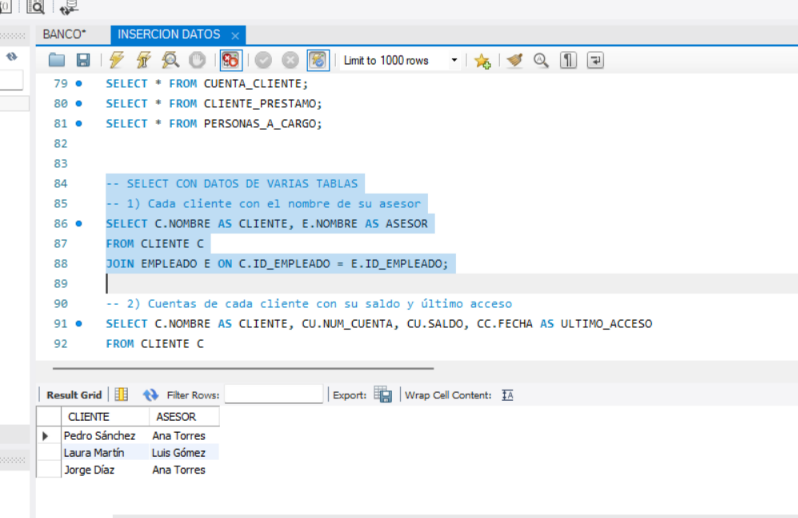 BANCO* INSERCION DATOS
Limit to 1000 rows
79 SELECT * FROM CUENTA_CLIENTE;
80 SELECT * FROM CLIENTE_PRESTAMO;
81 SELECT * FROM PERSONAS_A_CARGO;
82
83
84 -- SELECT CON DATOS DE VARIAS TABLAS
85 -- 1) Cada cliente con el nombre de su asesor
86 SELECT C.NOMBRE AS CLIENTE, E.NOMBRE AS ASESOR
87 FROM CLIENTE C
88 JOIN EMPLEADO E ON C.ID_EMPLEADO = E.ID_EMPLEADO;
89
90 -- 2) Cuentas de cada cliente con su saldo y último acceso
91 SELECT C.NOMBRE AS CLIENTE, CU.NUM_CUENTA, CU.SALDO, CC.FECHA AS ULTIMO_ACCESO
92 FROM CLIENTE C
Result Grid Filter Rows: Export: Wrap Cell Content:
CLIENTE ASESOR
Pedro Sánchez Ana Torres
Laura Martín Luis Gómez
Jorge Díaz Ana Torres